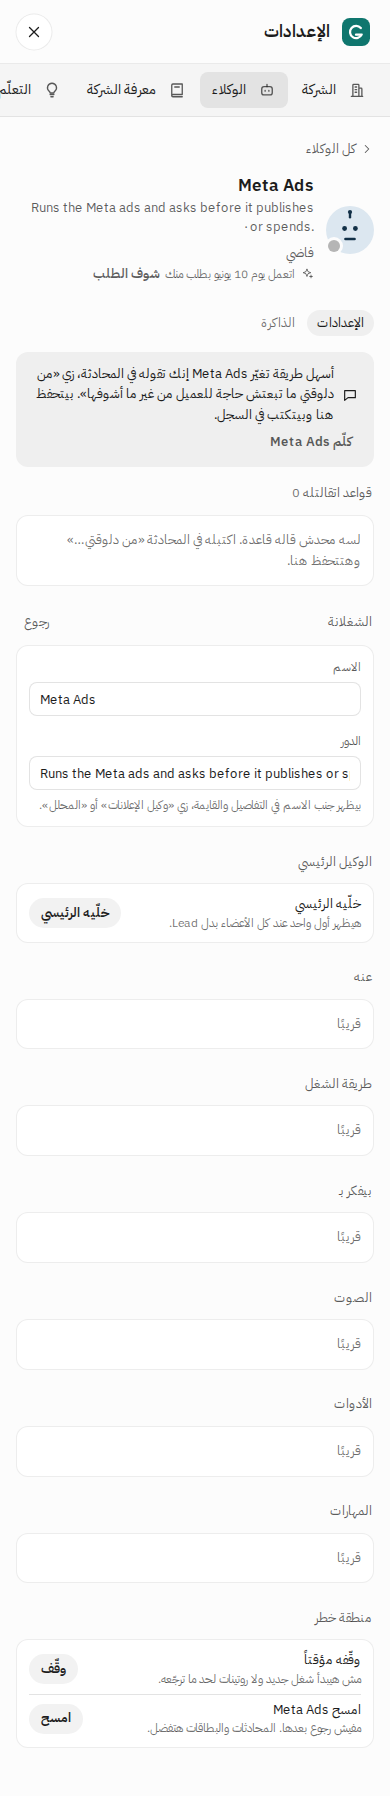 الإعدادات
الشركة
الوكلاء
معرفة الشركة
التعلّم
كل الوكلاء
Meta Ads
Runs the Meta ads and asks before it publishes
or spends. ·
فاضي
اتعمل يوم 10 يونيو بطلب منك شوف الطلب
الإعدادات
الذاكرة
أسهل طريقة تغيّر Meta Ads إنك تقوله في المحادثة، زي «من
دلوقتي ما تبعتش حاجة للعميل من غير ما أشوفها». بيتحفظ
هنا وبيتكتب في السجل.
كلّم Meta Ads
قواعد اتقالتله 0
لسه محدش قاله قاعدة. اكتبله في المحادثة «من دلوقتي…»
وهتتحفظ هنا.
الشغلانة
رجوع
الاسم
Meta Ads
الدور
Runs the Meta ads and asks before it publishes or s
بيظهر جنب الاسم في التفاصيل والقايمة، زي «وكيل الإعلانات» أو «المحلل».
الوكيل الرئيسي
خلّيه الرئيسي
هيظهر أول واحد عند كل الأعضاء بدل Lead.
خلّيه الرئيسي
عنه
قريبًا
طريقة الشغل
قريبًا
بيفكر بـ
قريبًا
الصوت
قريبًا
الأدوات
قريبًا
المهارات
قريبًا
منطقة خطر
وقّفه مؤقتاً
مش هيبدأ شغل جديد ولا روتينات لحد ما ترجّعه.
وقّف
امسح Meta Ads
مفيش رجوع بعدها. المحادثات والبطاقات هتفضل.
امسح